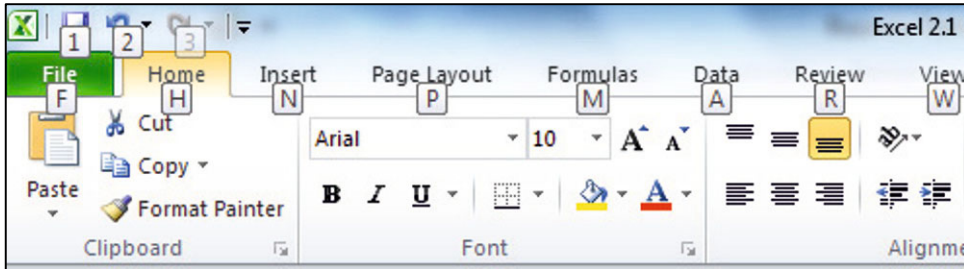 Excel 2.1
1 2 3
File Home Insert Page Layout Formulas Data Review View
F H N P M A R W
Cut
Arial 10 A A
Copy
Paste B I U A
Format Painter
Clipboard Font Alignme